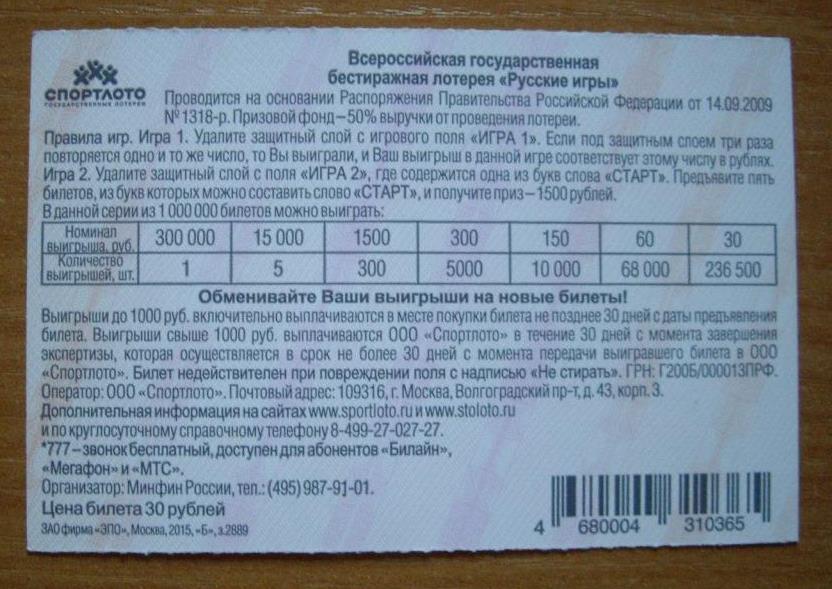 СПОРТЛОТО
ГОСУДАРСТВЕННЫЕ ЛОТЕРЕИ
Всероссийская государственная
бестиражная лотерея «Русские игры»
Проводится на основании Распоряжения Правительства Российской Федерации от 14.09.2009
№1318-р. Призовой фонд–50% выручки от проведения лотереи.
Правила игр. Игра 1. Удалите защитный слой с игрового поля «ИГРА 1». Если под защитным слоем три раза
повторяется одно и то же число, то Вы выиграли, и Ваш выигрыш в данной игре соответствует этому числу в рублях.
Игра 2. Удалите защитный слой с поля «ИГРА 2», где содержится одна из букв слова «СТАРТ». Предъявите пять
билетов, из букв которых можно составить слово «СТАРТ», и получите приз–1500 рублей.
В данной серии из 1 000 000 билетов можно выиграть:
Номинал выигрыша, руб. 300 000 15 000 1500 300 150 60 30
Количество выигрышей, шт. 1 5 300 5000 10 000 68 000 236 500
Обменивайте Ваши выигрыши на новые билеты!
Выигрыши до 1000 руб. включительно выплачиваются в месте покупки билета не позднее 30 дней с даты предъявления
билета. Выигрыши свыше 1000 руб. выплачиваются ООО «Спортлото» в течение 30 дней с момента завершения
экспертизы, которая осуществляется в срок не более 30 дней с момента передачи выигравшего билета в ООО
«Спортлото». Билет недействителен при повреждении поля с надписью «Не стирать». ГРН: Г200Б/000013ПРФ.
Оператор: ООО «Спортлото». Почтовый адрес: 109316, г. Москва, Волгоградский пр-т, д. 43, корп. 3.
Дополнительная информация на сайтах www.sportloto.ru и www.stoloto.ru
и по круглосуточному справочному телефону 8-499-27-027-27.
*777–звонок бесплатный, доступен для абонентов «Билайн»,
«Мегафон» и «МТС».
Организатор: Минфин России, тел.: (495) 987-91-01.
Цена билета 30 рублей
ЗАО фирма «ЭПО», Москва, 2015, «Б», з.2889
4 680004 310365